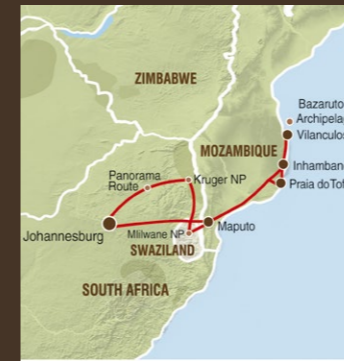 ZIMBABWE
Bazaruto
Archipela
Vilanculos
MOZAMBIQUE
Inhamban
Panorama
Route
Kruger NP
Praia do Tof
Johannesburg
Maputo
Mlilwane NP
SWAZILAND
SOUTH AFRICA